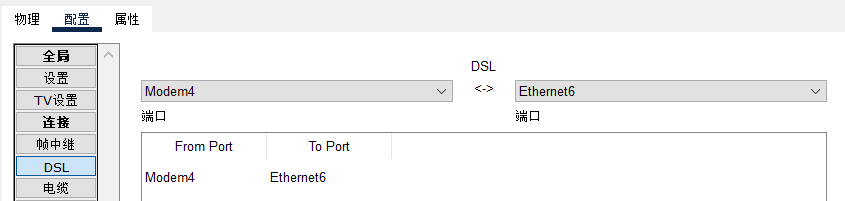 物理 配置 属性
全局
设置
TV设置
连接
帧中继
DSL
电缆
DSL
Modem4 <-> Ethernet6
端口 端口
From Port To Port
Modem4 Ethernet6